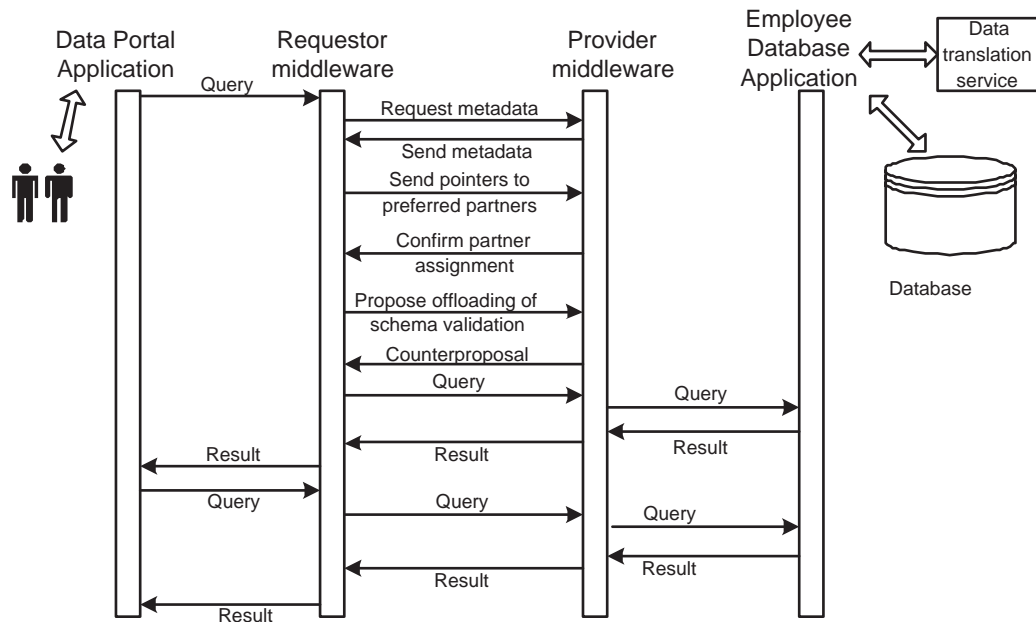 Data Portal
Application
Requestor
middleware
Provider
middleware
Employee
Database
Application
Data
translation
service
Query
Request metadata
Send metadata
Send pointers to
preferred partners
Confirm partner
assignment
Database
Propose offloading of
schema validation
Counterproposal
Query
Query
Result
Result
Result
Query
Query
Query
Result
Result
Result